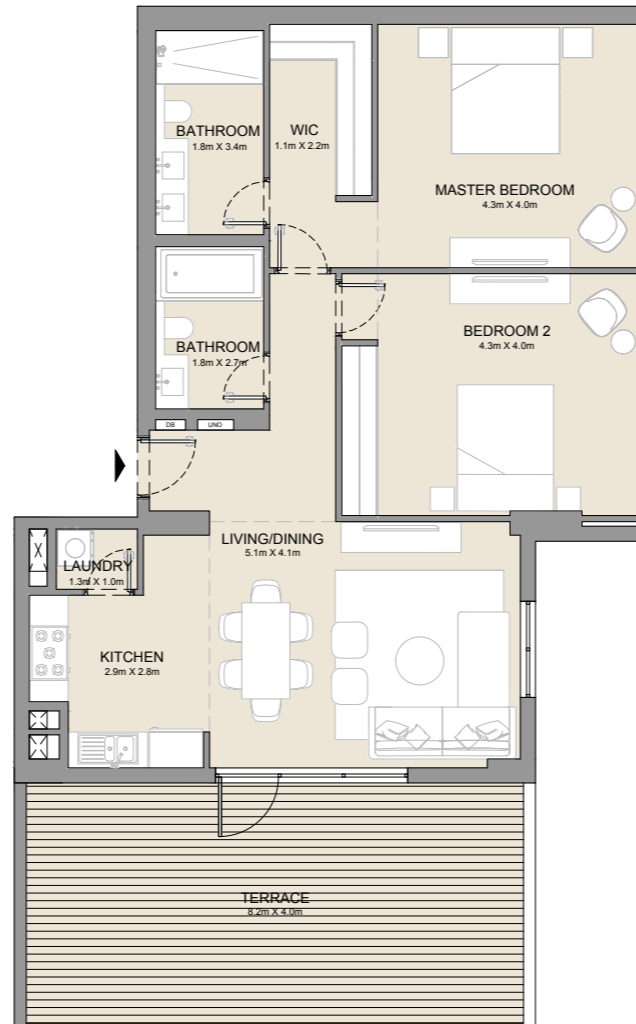 BATHROOM
1.8m X 3.4m
WIC
1.1m X 2.2m
MASTER BEDROOM
4.3m X 4.0m
BATHROOM
1.8m X 2.7m
BEDROOM 2
4.3m X 4.0m
DB
UNO
LIVING/DINING
5.1m X 4.1m
LAUNDRY
1.3m X 1.0m
KITCHEN
2.9m X 2.8m
TERRACE
8.2m X 4.0m